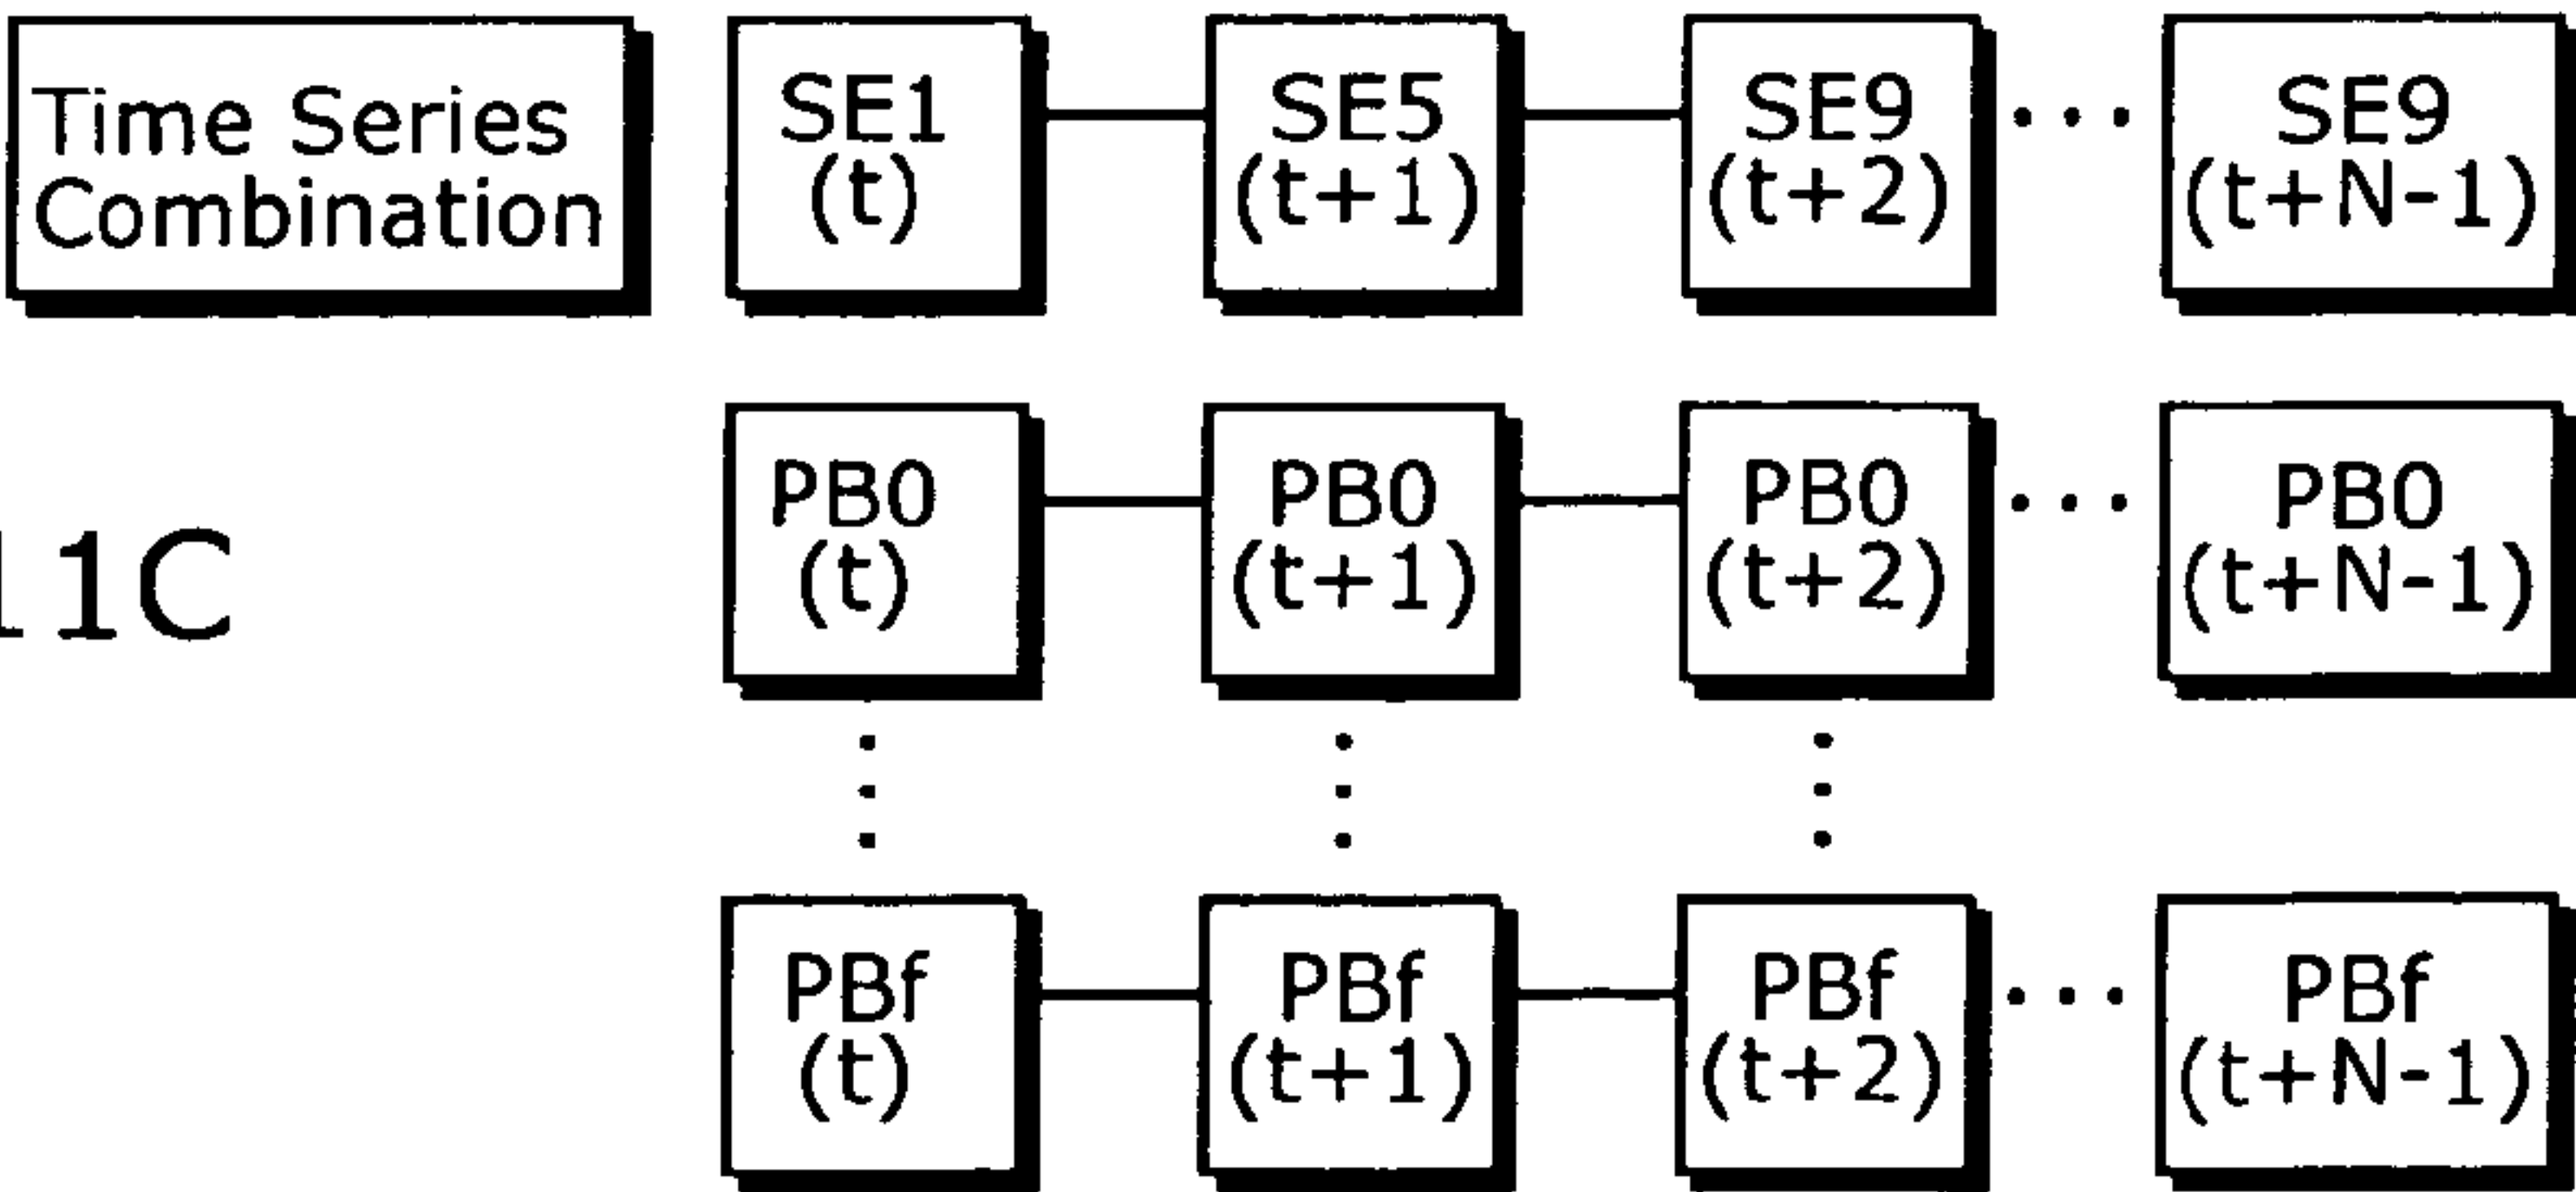 Time Series
Combination
SE1
(t)
SE5
(t+1)
SE9
(t+2)
...
SE9
(t+N-1)
11C
PB0
(t)
PB0
(t+1)
PB0
(t+2)
...
PB0
(t+N-1)
PBf
(t)
PBf
(t+1)
PBf
(t+2)
...
PBf
(t+N-1)